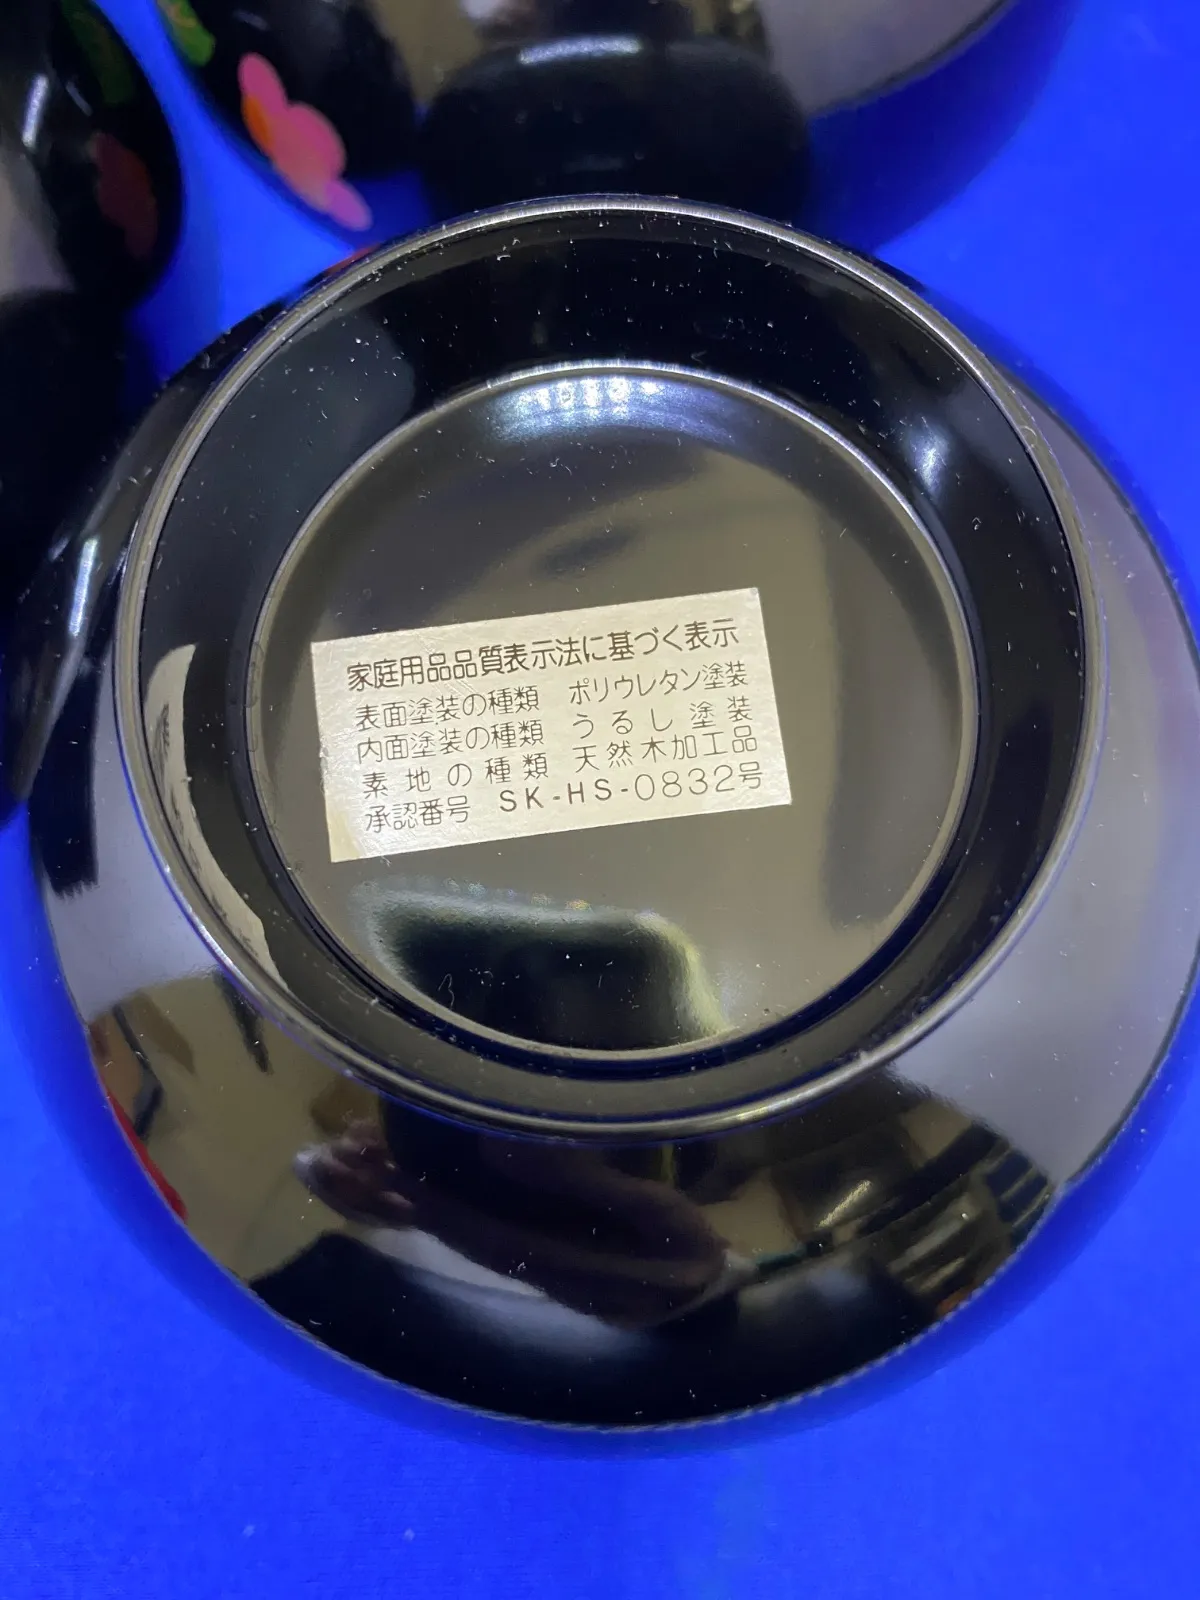 家庭用品品質表示法に基づく表示
表面塗装の種類 ポリウレタン塗装
内面塗装の種類 うるし塗装
素地の種類 天然木加工品
承認番号 SK-HS-0832号